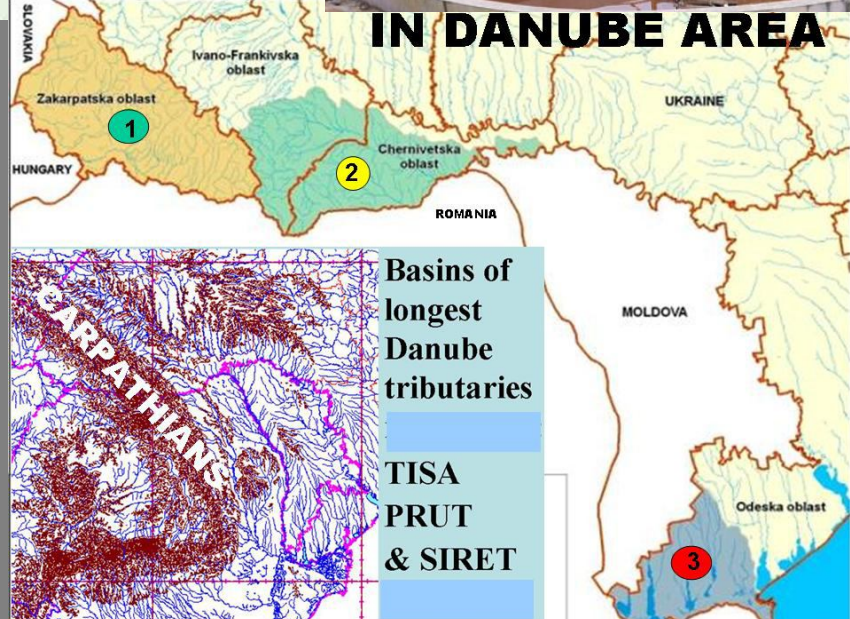 IN DANUBE AREA
SLOVAKIA
Ivano-Frankivska
oblast
Zakarpatska oblast
1
UKRAINE
Chernivetska
oblast
2
HUNGARY
ROMANIA
MOLDOVA
CARPATHIANS
Basins of
longest
Danube
tributaries
TISA
PRUT
& SIRET
Odeska oblast
3